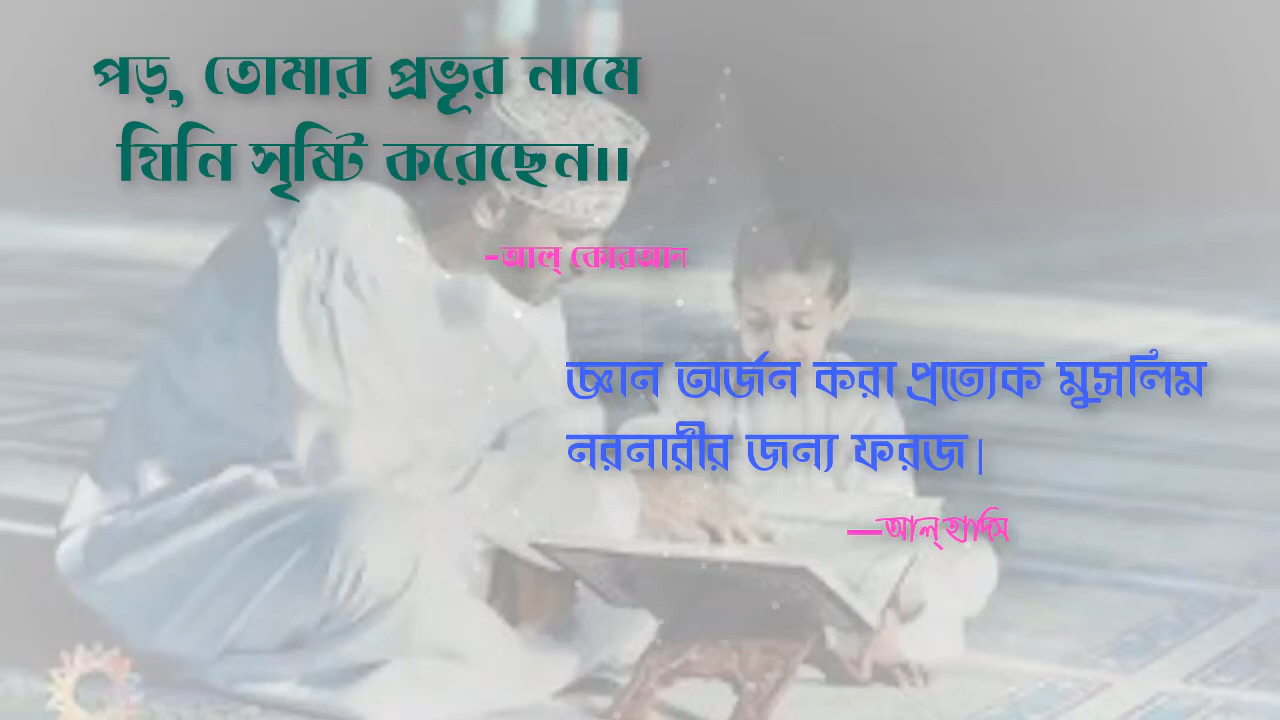 পড়, তোমার প্রভূর নামে
যিনি সৃষ্টি করেছেন।।
-আল্ কোরআন
জ্ঞান অর্জন করা প্রত্যেক মুসলিম
নরনারীর জন্য ফরজ।
—আল্ হাদিস